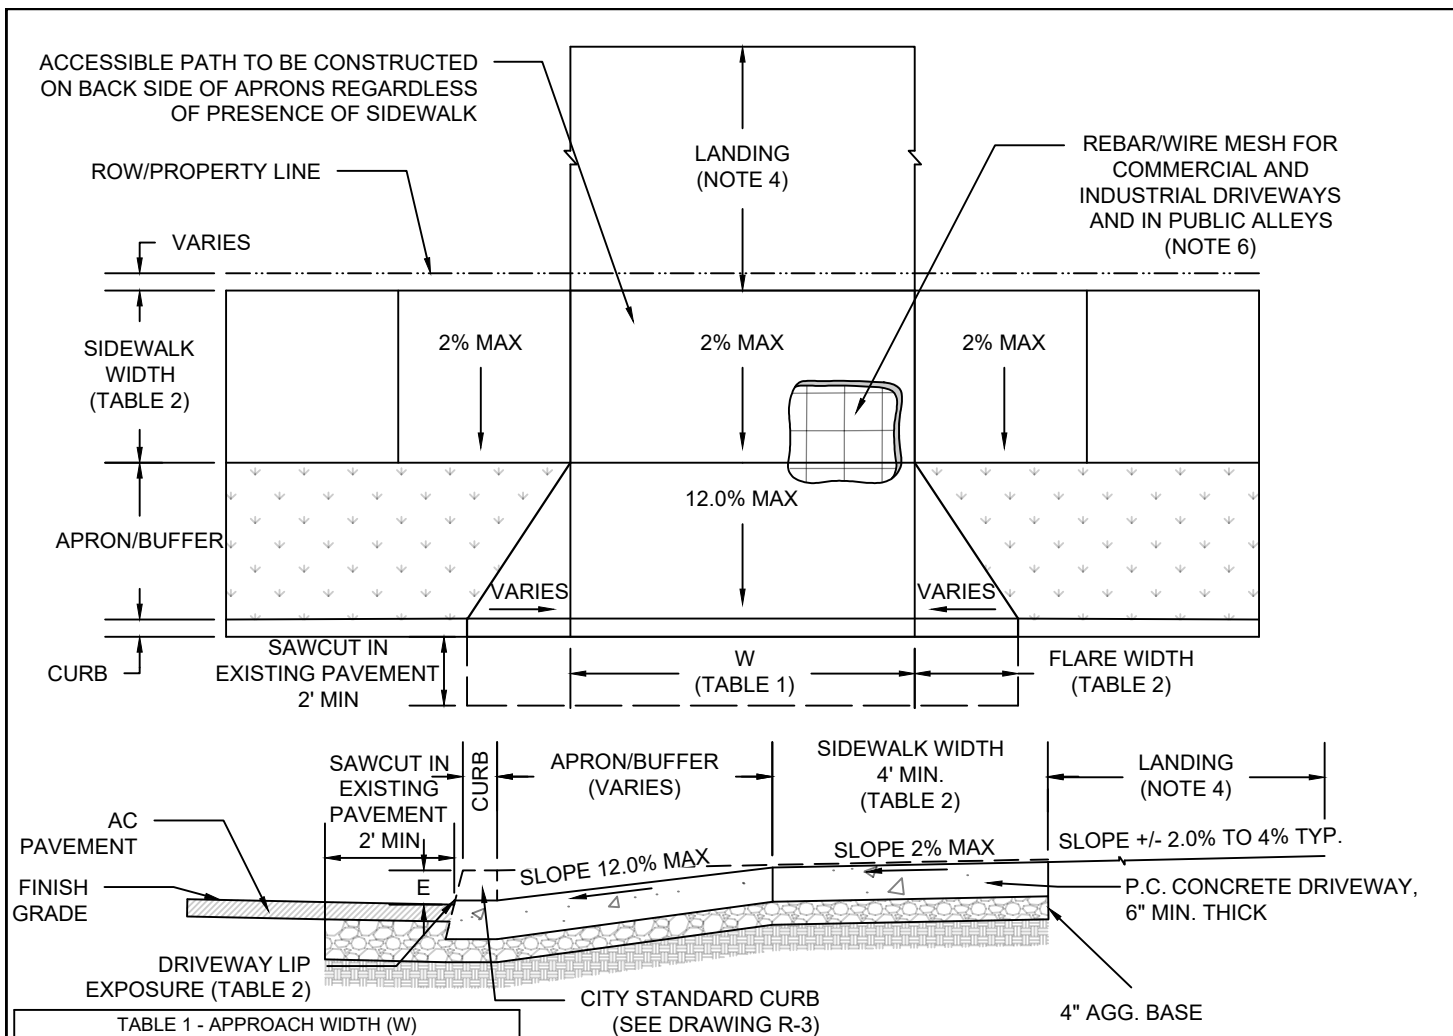 ACCESSIBLE PATH TO BE CONSTRUCTED
ON BACK SIDE OF APRONS REGARDLESS
OF PRESENCE OF SIDEWALK
ROW/PROPERTY LINE
VARIES
LANDING
(NOTE 4)
REBAR/WIRE MESH FOR
COMMERCIAL AND
INDUSTRIAL DRIVEWAYS
AND IN PUBLIC ALLEYS
(NOTE 6)
SIDEWALK
WIDTH
(TABLE 2)
2% MAX
2% MAX
2% MAX
12.0% MAX
APRON/BUFFER
VARIES
VARIES
CURB
SAWCUT IN
EXISTING PAVEMENT
2' MIN
W
(TABLE 1)
FLARE WIDTH
(TABLE 2)
SAWCUT IN
EXISTING
PAVEMENT
2' MIN
CURB
APRON/BUFFER
(VARIES)
SIDEWALK WIDTH
4' MIN.
(TABLE 2)
LANDING
(NOTE 4)
AC
PAVEMENT
FINISH
GRADE
E
SLOPE 12.0% MAX
SLOPE 2% MAX
SLOPE +/- 2.0% TO 4% TYP.
P.C. CONCRETE DRIVEWAY,
6" MIN. THICK
DRIVEWAY LIP
EXPOSURE (TABLE 2)
CITY STANDARD CURB
(SEE DRAWING R-3)
4" AGG. BASE
TABLE 1 - APPROACH WIDTH (W)